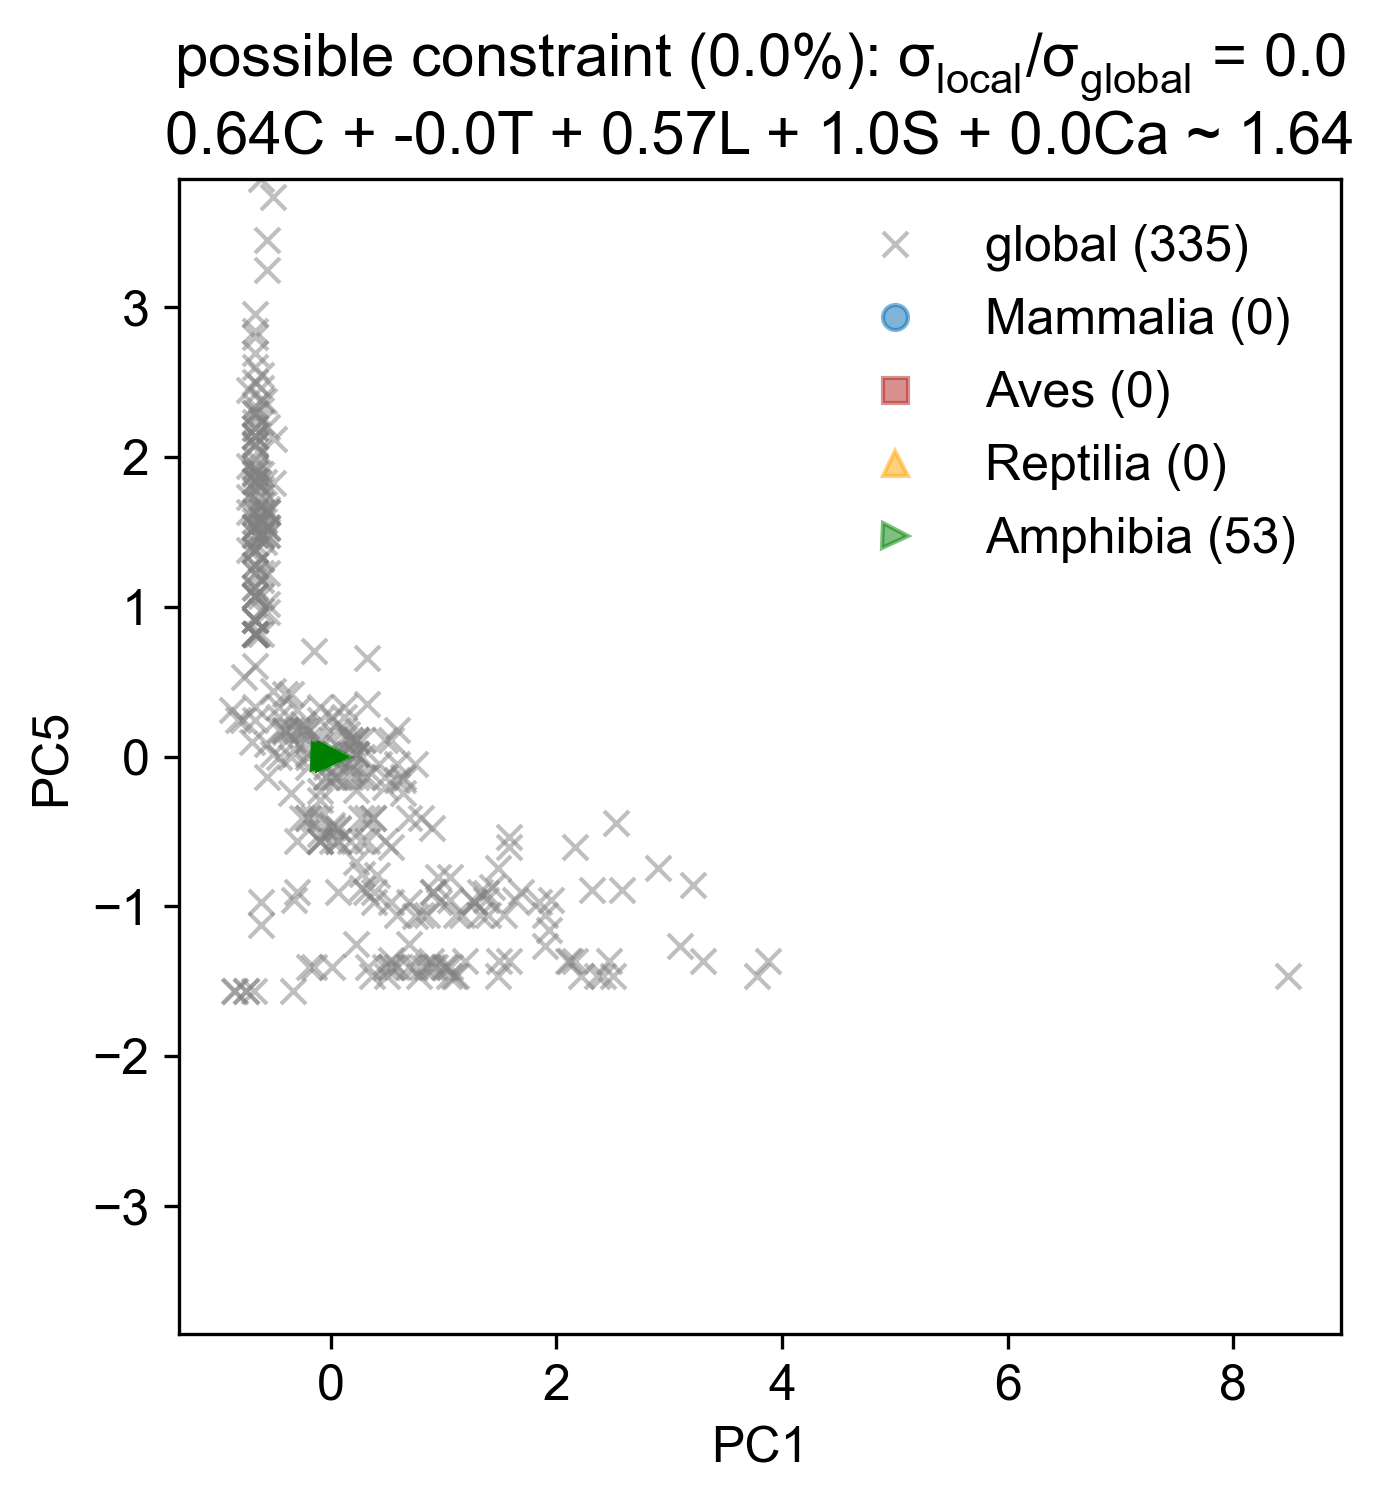 possible constraint (0.0%): σlocal/σglobal = 0.0
0.64C + -0.0T + 0.57L + 1.0S + 0.0Ca ~ 1.64
global (335)
Mammalia (0)
Aves (0)
Reptilia (0)
Amphibia (53)
3
2
1
0
−1
−2
−3
PC5
0 2 4 6 8
PC1